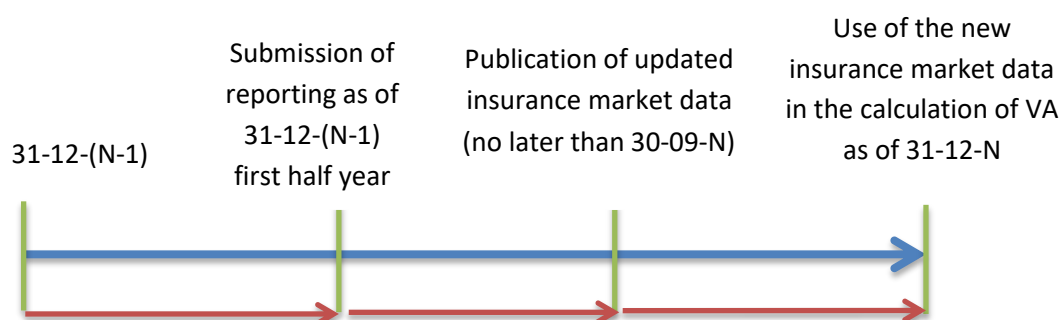 31-12-(N-1)
Submission of
reporting as of
31-12-(N-1)
first half year
Publication of updated
insurance market data
(no later than 30-09-N)
Use of the new
insurance market data
in the calculation of VA
as of 31-12-N